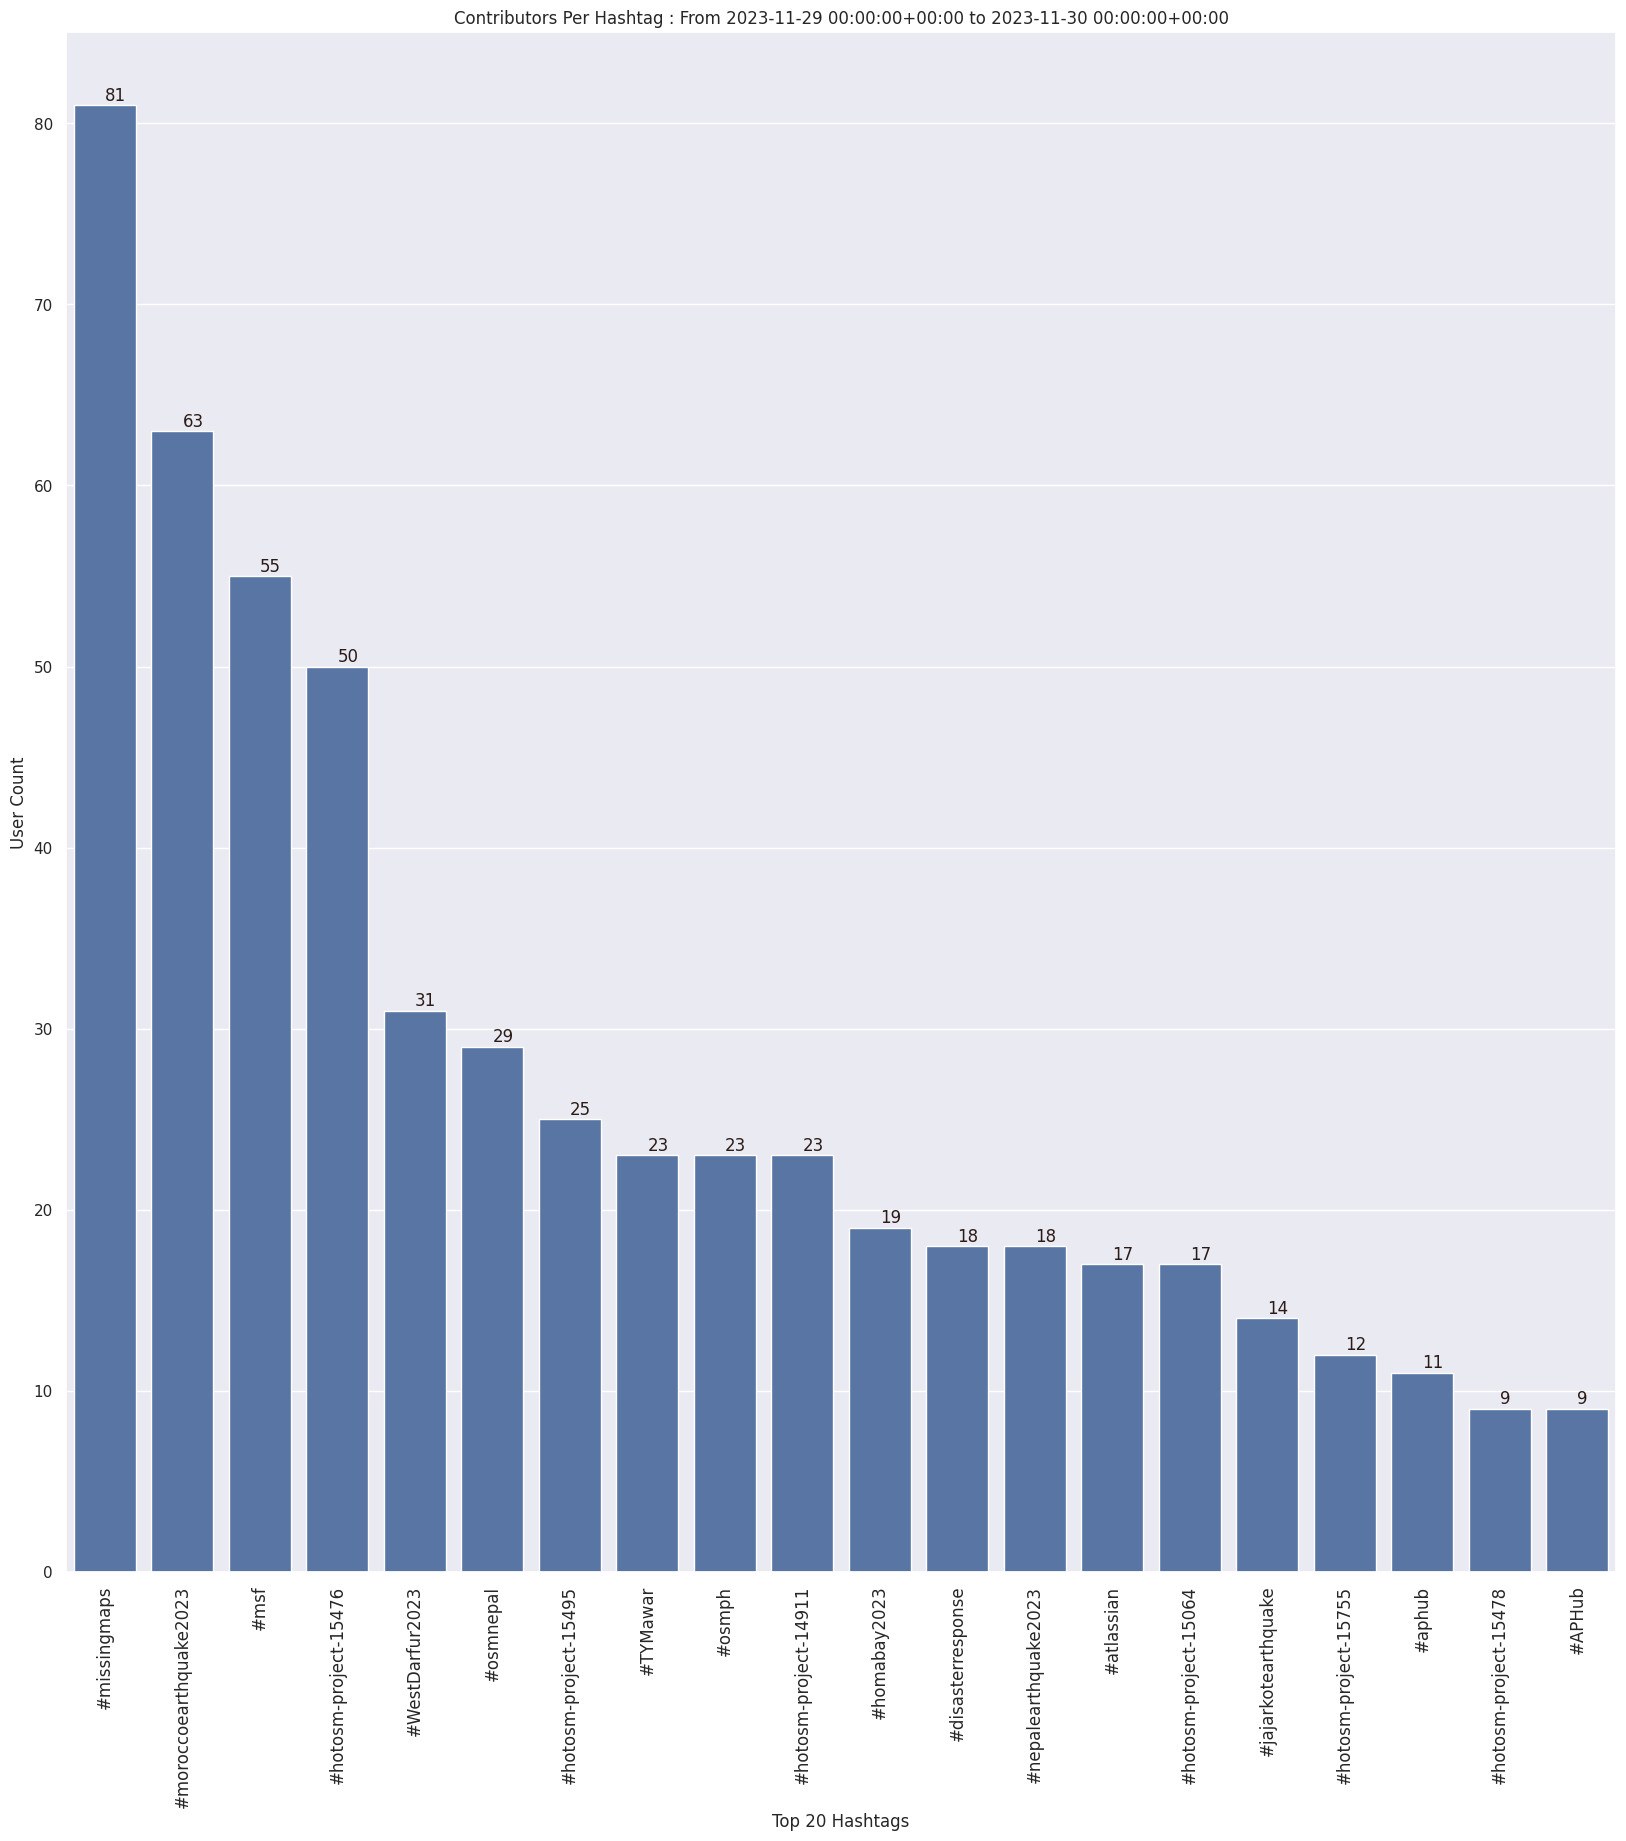 Contributors Per Hashtag : From 2023-11-29 00:00:00+00:00 to 2023-11-30 00:00:00+00:00
User Count
80
70
60
50
40
30
20
10
0
81
63
55
50
31
29
25
23
23
23
19
18
18
17
17
14
12
11
9
9
#missingmaps
#moroccoearthquake2023
#msf
#hotosm-project-15476
#WestDarfur2023
#osmnepal
#hotosm-project-15495
#TYMawar
#osmph
#hotosm-project-14911
#homabay2023
#disasterresponse
#nepalearthquake2023
#atlassian
#hotosm-project-15064
#jajarkotearthquake
#hotosm-project-15755
#aphub
#hotosm-project-15478
#APHub
Top 20 Hashtags